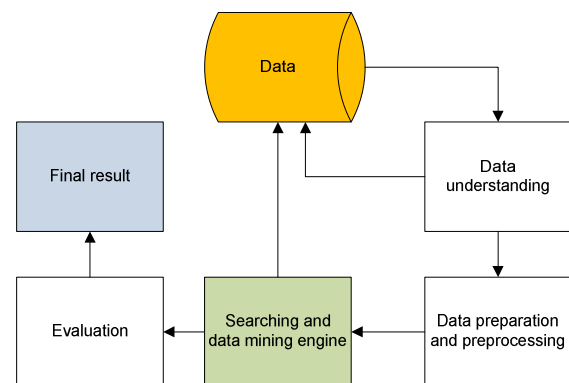 Data
Data
understanding
Final result
Evaluation
Searching and
data mining engine
Data preparation
and preprocessing